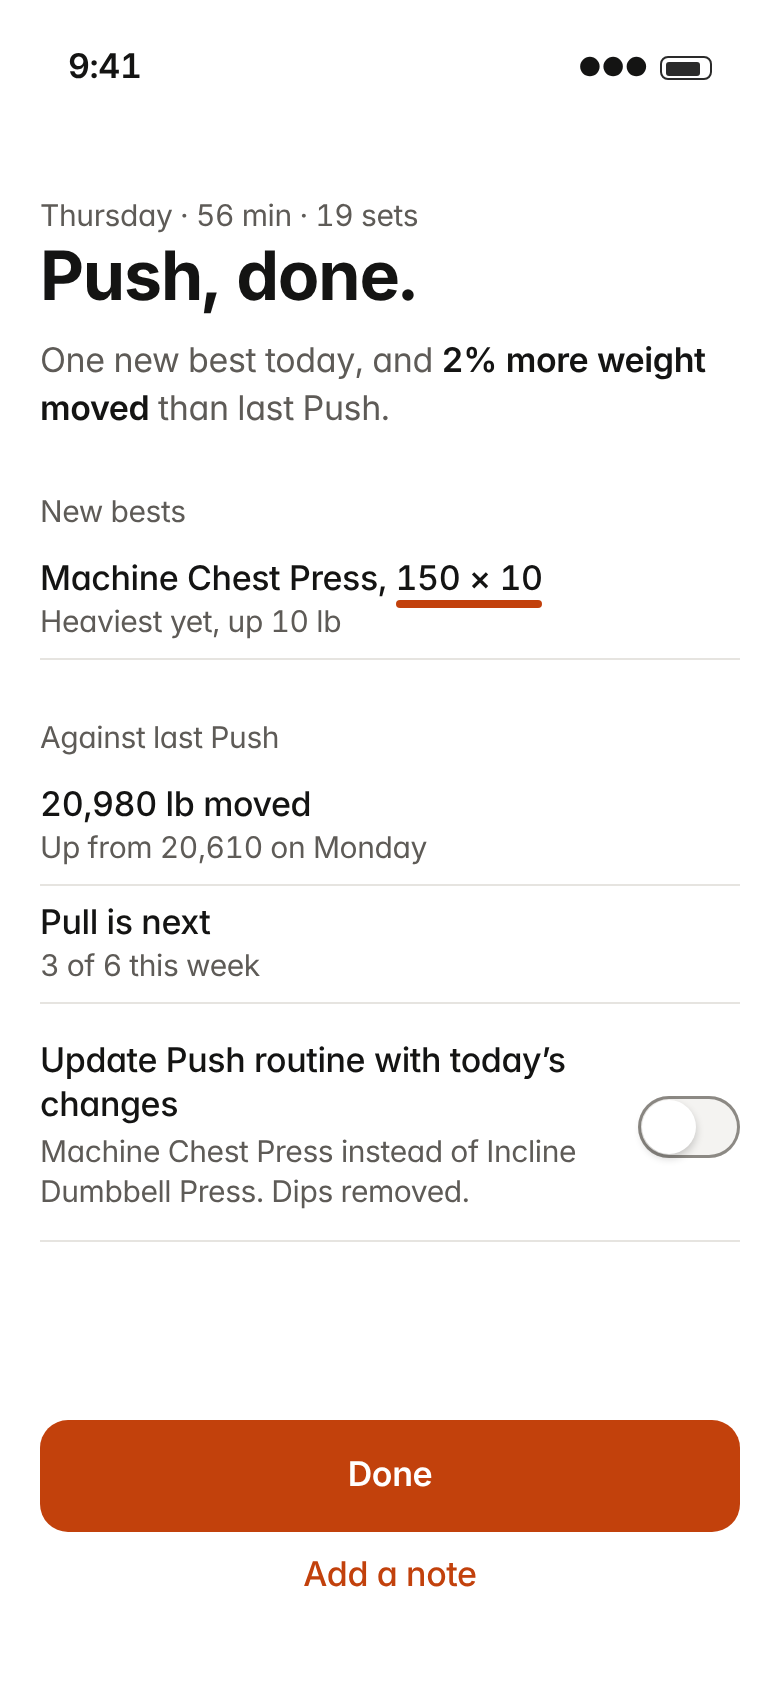 9:41
Thursday · 56 min · 19 sets
Push, done.
One new best today, and 2% more weight
moved than last Push.
New bests
Machine Chest Press, 150 × 10
Heaviest yet, up 10 lb
Against last Push
20,980 lb moved
Up from 20,610 on Monday
Pull is next
3 of 6 this week
Update Push routine with today’s
changes
Machine Chest Press instead of Incline
Dumbbell Press. Dips removed.
Done
Add a note